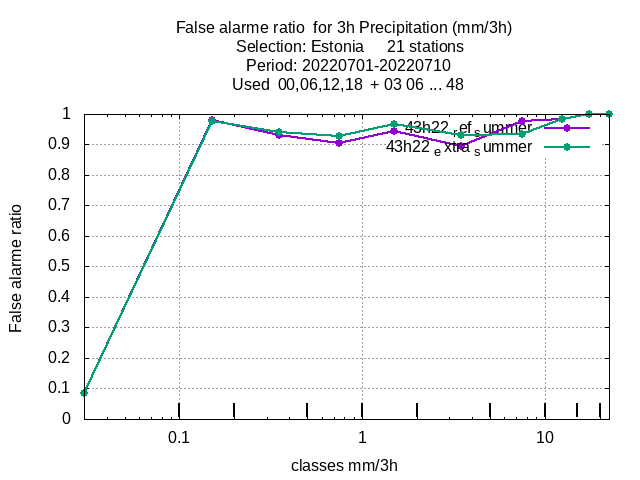 False alarme ratio  for 3h Precipitation (mm/3h)
Selection: Estonia     21 stations
Period: 20220701-20220710
Used  00,06,12,18  + 03 06 ... 48
43h22_ref_summer
43h22_extra_summer
False alarme ratio
1
0.9
0.8
0.7
0.6
0.5
0.4
0.3
0.2
0.1
0
0.1 1 10
classes mm/3h